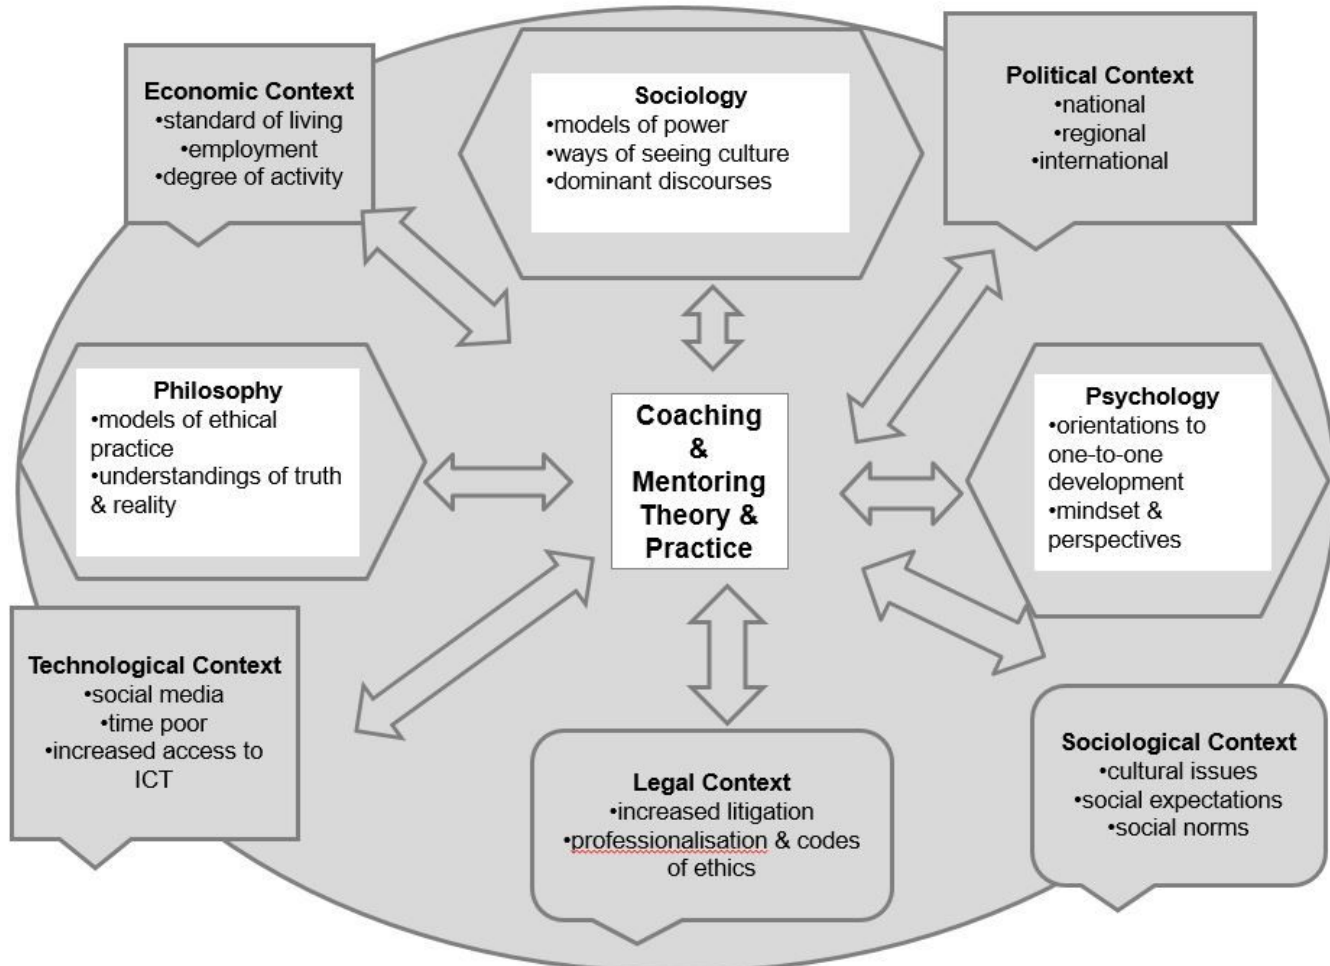 Economic Context
•standard of living
•employment
•degree of activity
Sociology
•models of power
•ways of seeing culture
•dominant discourses
Political Context
•national
•regional
•international
Philosophy
•models of ethical
practice
•understandings of truth
& reality
Coaching
&
Mentoring
Theory &
Practice
Psychology
•orientations to
one-to-one
development
•mindset &
perspectives
Technological Context
•social media
•time poor
•increased access to
ICT
Legal Context
•increased litigation
•professionalisation & codes
of ethics
Sociological Context
•cultural issues
•social expectations
•social norms